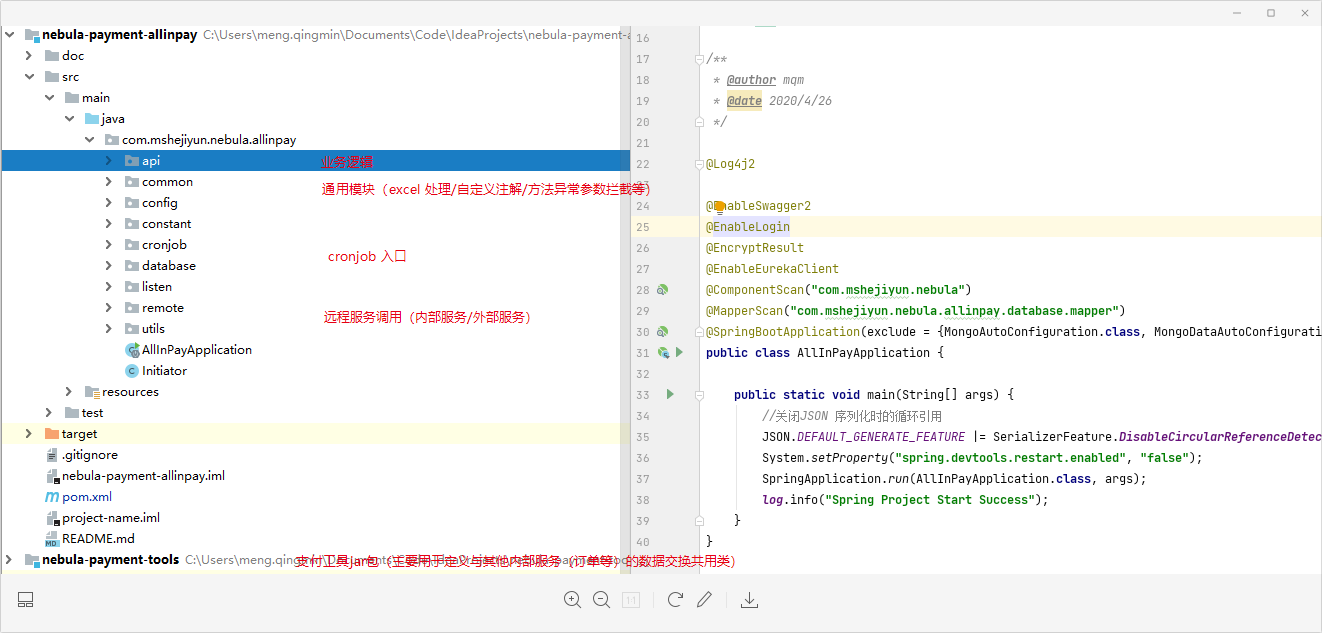 nebula-payment-allinpay C:\Users\meng.qingmin\Documents\Code\IdeaProjects\nebula-payment-a
doc
src
main
java
com.mshejiyun.nebula.allinpay
api 业务逻辑
common 通用模块（excel 处理/自定义注解/方法异常参数拦截等）
config
constant
cronjob cronjob 入口
database
listen
remote 远程服务调用（内部服务/外部服务）
utils
AllInPayApplication
Initiator
resources
test
target
.gitignore
nebula-payment-allinpay.iml
pom.xml
project-name.iml
README.md
nebula-payment-tools C:\Users\meng.qingmin\Documents
支付工具jar包（主要用于定义与其他内部服务（订单等）的数据交换共用类）
16
17 /**
18 * @author mqm
19 * @date 2020/4/26
20 */
21
22 @Log4j2
23
24 @EnableSwagger2
25 @EnableLogin
26 @EncryptResult
27 @EnableEurekaClient
28 @ComponentScan("com.mshejiyun.nebula")
29 @MapperScan("com.mshejiyun.nebula.allinpay.database.mapper")
30 @SpringBootApplication(exclude = {MongoAutoConfiguration.class, MongoDataAutoConfigurati
31 public class AllInPayApplication {
32
33 public static void main(String[] args) {
34 //关闭JSON 序列化时的循环引用
35 JSON.DEFAULT_GENERATE_FEATURE |= SerializerFeature.DisableCircularReferenceDetec
36 System.setProperty("spring.devtools.restart.enabled", "false");
37 SpringApplication.run(AllInPayApplication.class, args);
38 log.info("Spring Project Start Success");
39 }
40 }
1:1